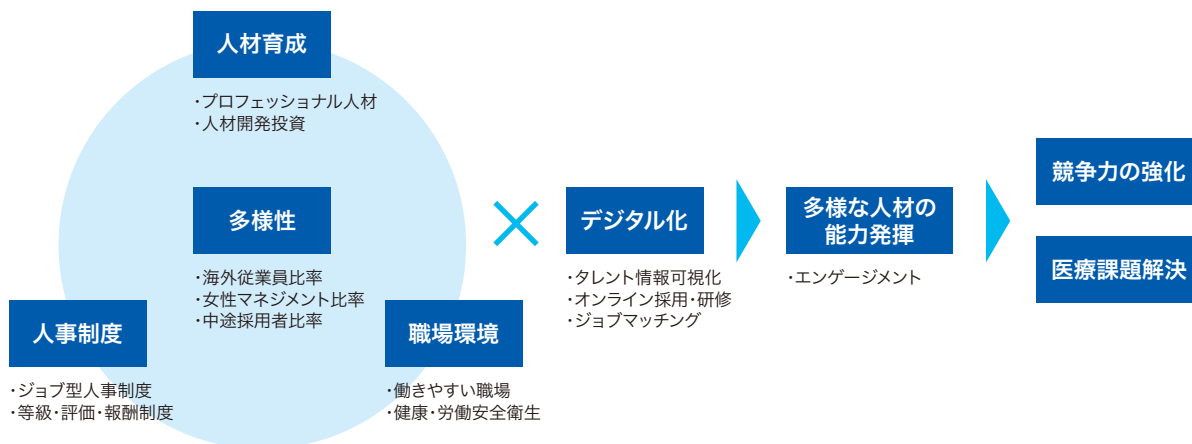 人材育成
・プロフェッショナル人材
・人材開発投資
多様性
・海外従業員比率
・女性マネジメント比率
・中途採用者比率
人事制度
・ジョブ型人事制度
・等級・評価・報酬制度
職場環境
・働きやすい職場
・健康・労働安全衛生
デジタル化
・タレント情報可視化
・オンライン採用・研修
・ジョブマッチング
多様な人材の
能力発揮
・エンゲージメント
競争力の強化
医療課題解決